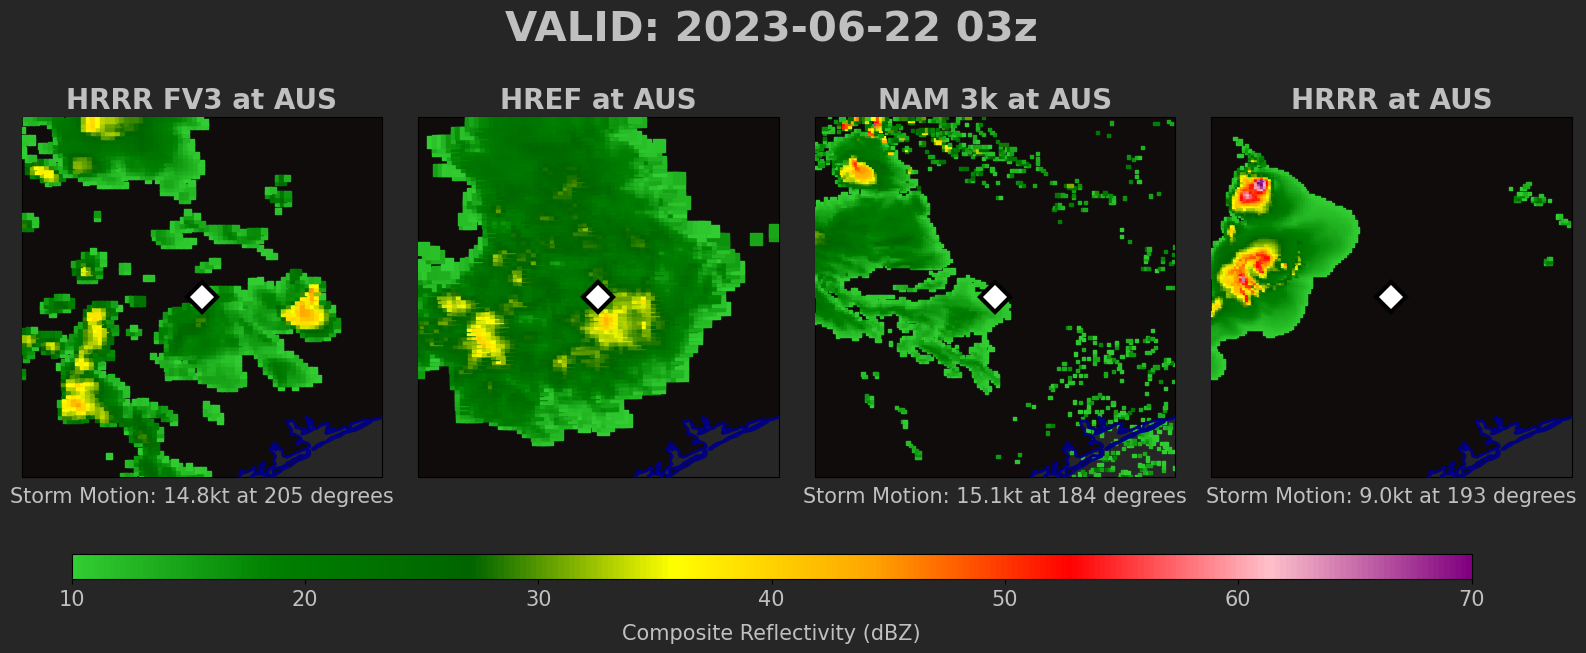 VALID: 2023-06-22 03z
HRRR FV3 at AUS
HREF at AUS
NAM 3k at AUS
HRRR at AUS
Storm Motion: 14.8kt at 205 degrees
Storm Motion: 15.1kt at 184 degrees
Storm Motion: 9.0kt at 193 degrees
10 20 30 40 50 60 70
Composite Reflectivity (dBZ)